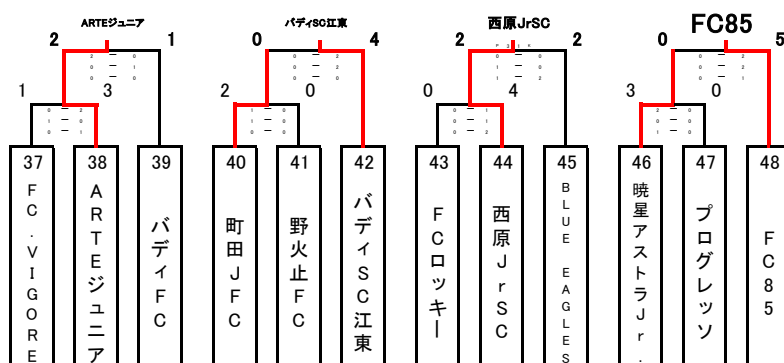 ARTEジュニア バディSC江東 西原JrSC FC85
2 1 0 4 2 2 0 5
1 3 2 0 0 4 3 0
37 38 39 40 41 42 43 44 45 46 47 48
FC.VIGORE
ARTEジュニア
バディFC
町田JFC
野火止FC
バディSC江東
FCロッキー
西原JrSC
BLUE EAGLES
暁星アストラJr.
プログレッソ
FC85